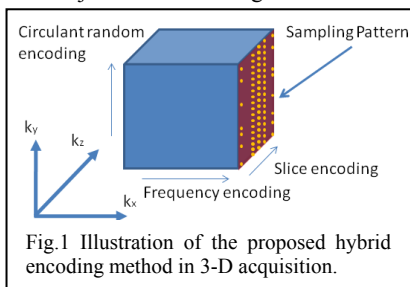 Circulant random
encoding
Sampling Pattern
ky
kz
kx
Slice encoding
Frequency encoding
Fig.1 Illustration of the proposed hybrid
encoding method in 3-D acquisition.